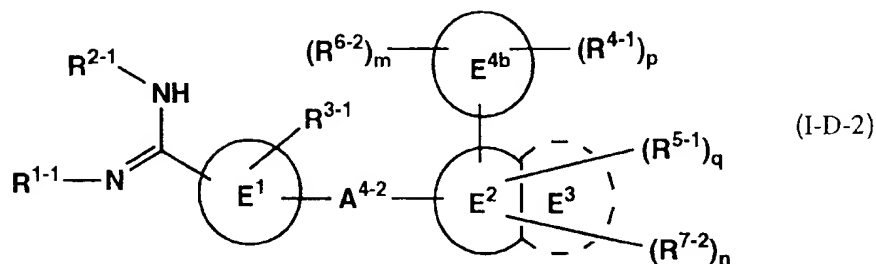 (R⁶⁻²)ₘ E⁴ᵇ (R⁴⁻¹)ₚ
R²⁻¹
NH
R³⁻¹
(I-D-2)
(R⁵⁻¹)q
R¹⁻¹ N E¹ A⁴⁻² E² E³
(R⁷⁻²)ₙ